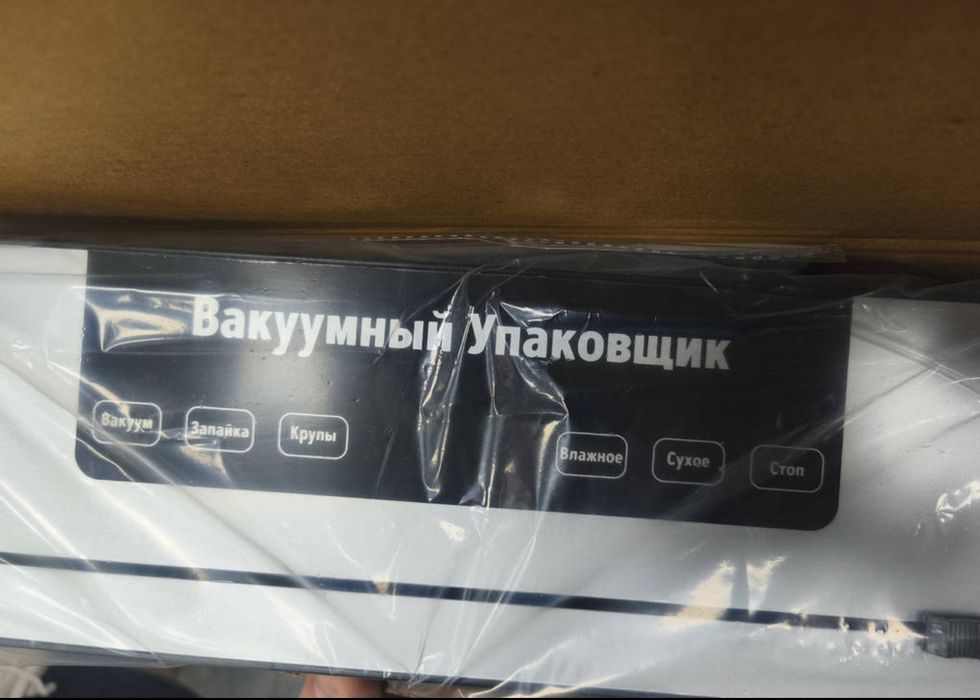 Вакуумный Упаковщик
Вакуум Запайка Крупы Влажное Сухое Стоп